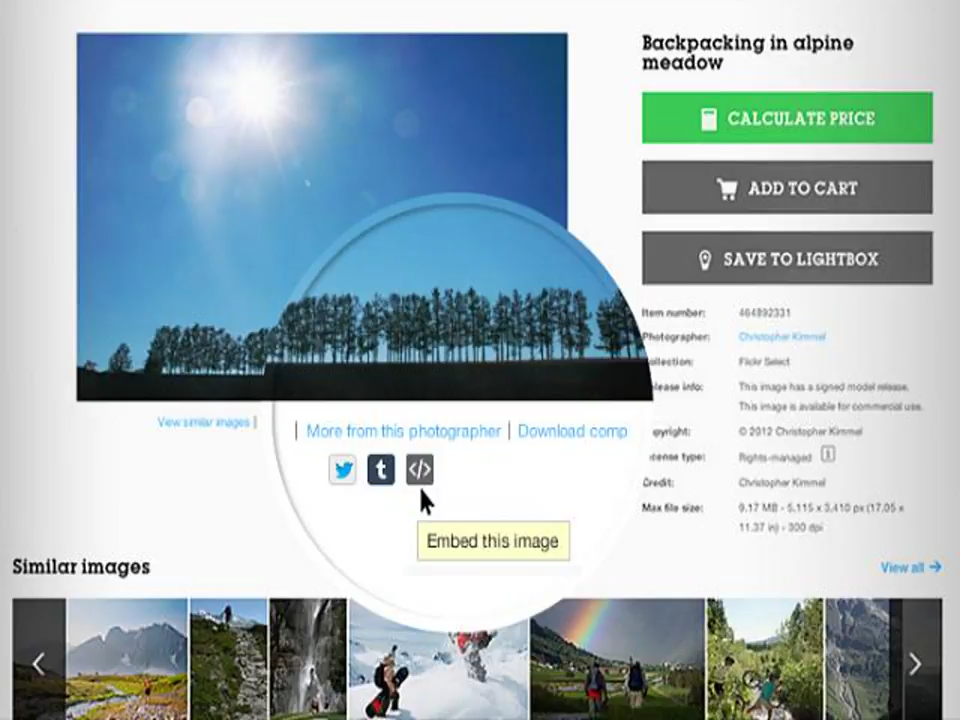 Backpacking in alpine
meadow
CALCULATE PRICE
ADD TO CART
SAVE TO LIGHTBOX
Item number: 464892331
Photographer: Christopher Kimmel
ollection: Flickr Select
lease info: This image has a signed model release.
This image is available for commercial use.
opyright: © 2012 Christopher Kimmel
cense type: Rights-managed i
Credit: Christopher Kimmel
Max file size: 9.17 MB - 5,115 x 3,410 px (17.05 x
11.37 in) - 300 dpi
View similar images |
| More from this photographer | Download comp
t </>
Embed this image
Similar images
View all →